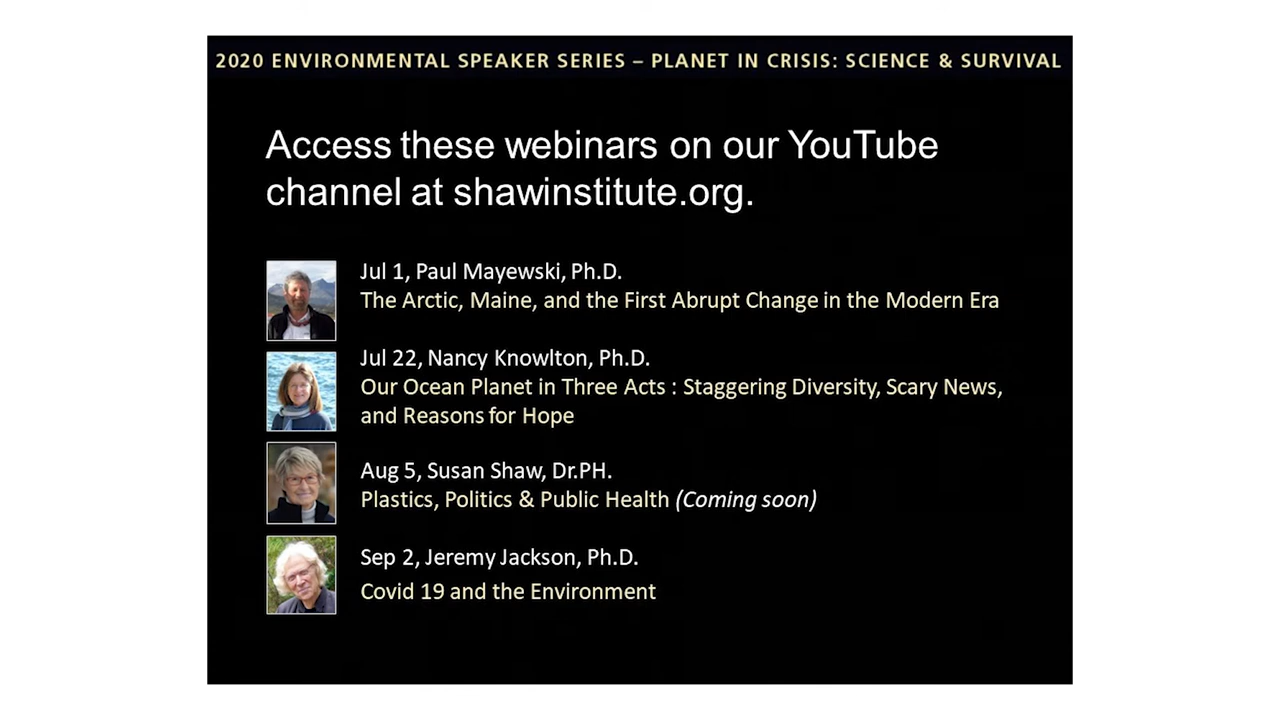 2020 ENVIRONMENTAL SPEAKER SERIES – PLANET IN CRISIS: SCIENCE & SURVIVAL
Access these webinars on our YouTube
channel at shawinstitute.org.
Jul 1, Paul Mayewski, Ph.D.
The Arctic, Maine, and the First Abrupt Change in the Modern Era
Jul 22, Nancy Knowlton, Ph.D.
Our Ocean Planet in Three Acts : Staggering Diversity, Scary News,
and Reasons for Hope
Aug 5, Susan Shaw, Dr.PH.
Plastics, Politics & Public Health (Coming soon)
Sep 2, Jeremy Jackson, Ph.D.
Covid 19 and the Environment